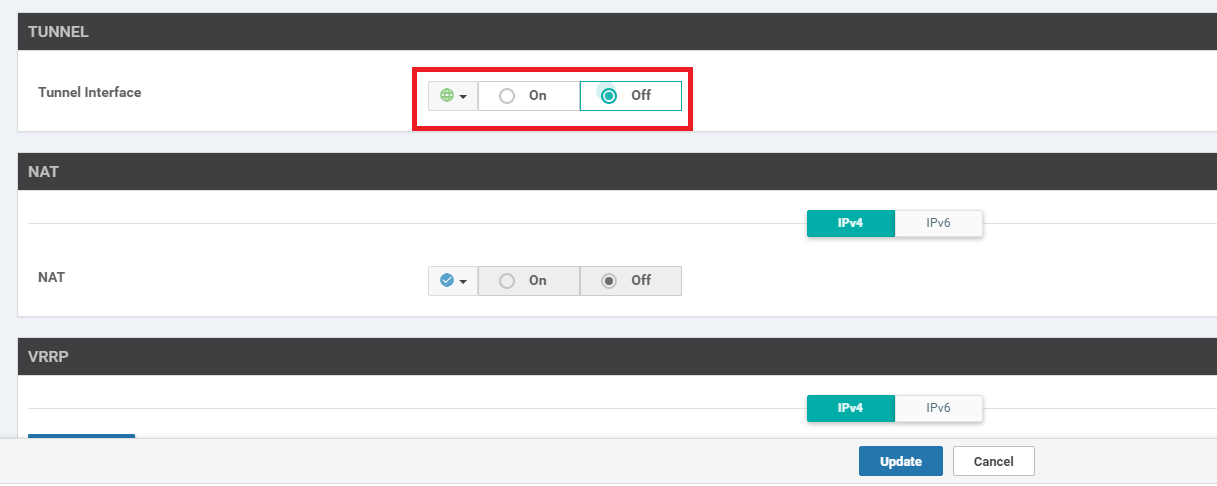 TUNNEL
Tunnel Interface
On
Off
NAT
IPv4
IPv6
NAT
On
Off
VRRP
IPv4
IPv6
Update
Cancel